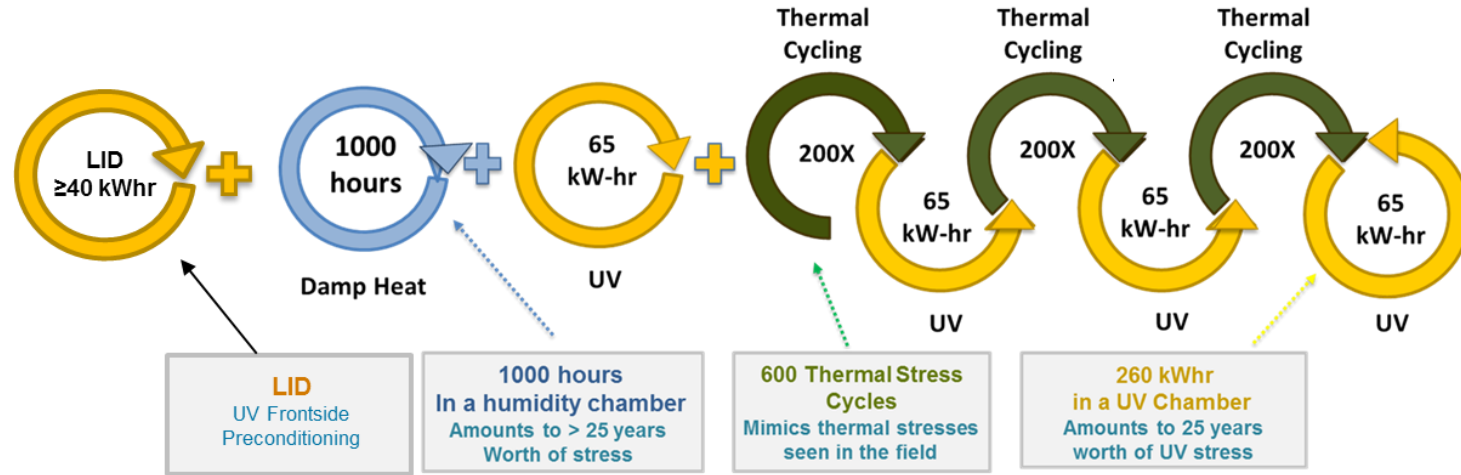 Thermal
Cycling
Thermal
Cycling
Thermal
Cycling
LID
≥40 kWhr
1000
hours
65
kW-hr
200X
200X
200X
65
kW-hr
65
kW-hr
65
kW-hr
Damp Heat
UV
UV
UV
UV
LID
UV Frontside
Preconditioning
1000 hours
In a humidity chamber
Amounts to > 25 years
Worth of stress
600 Thermal Stress
Cycles
Mimics thermal stresses
seen in the field
260 kWhr
in a UV Chamber
Amounts to 25 years
worth of UV stress